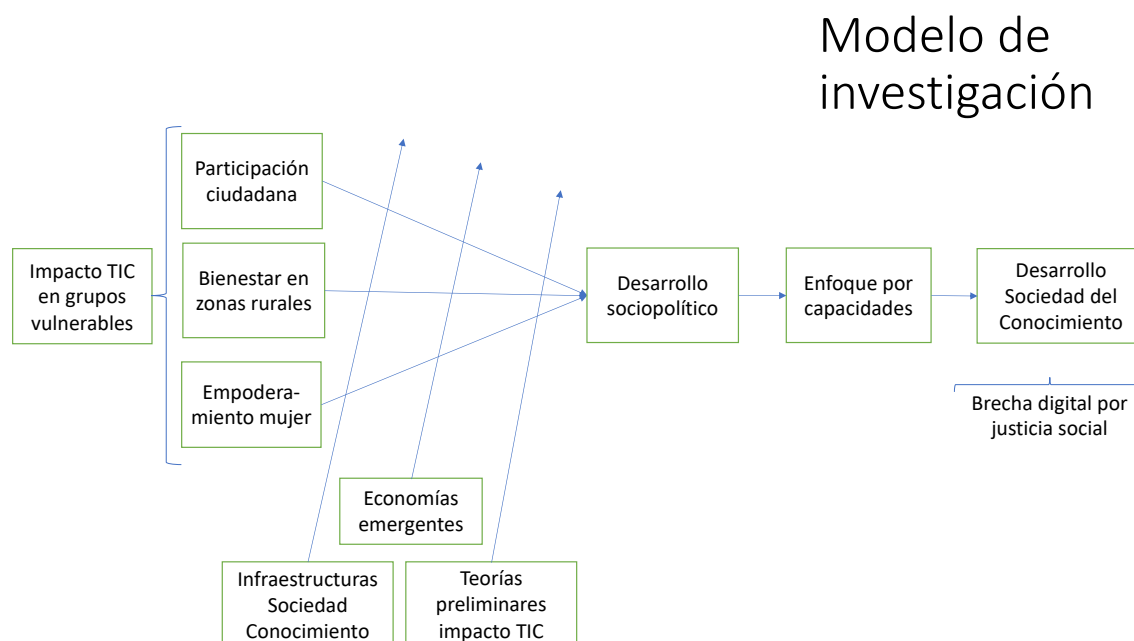 Modelo de
investigación
Participación
ciudadana
Impacto TIC
en grupos
vulnerables
Bienestar en
zonas rurales
Empodera-
miento mujer
Desarrollo
sociopolítico
Enfoque por
capacidades
Desarrollo
Sociedad del
Conocimiento
Brecha digital por
justicia social
Economías
emergentes
Infraestructuras
Sociedad
Conocimiento
Teorías
preliminares
impacto TIC